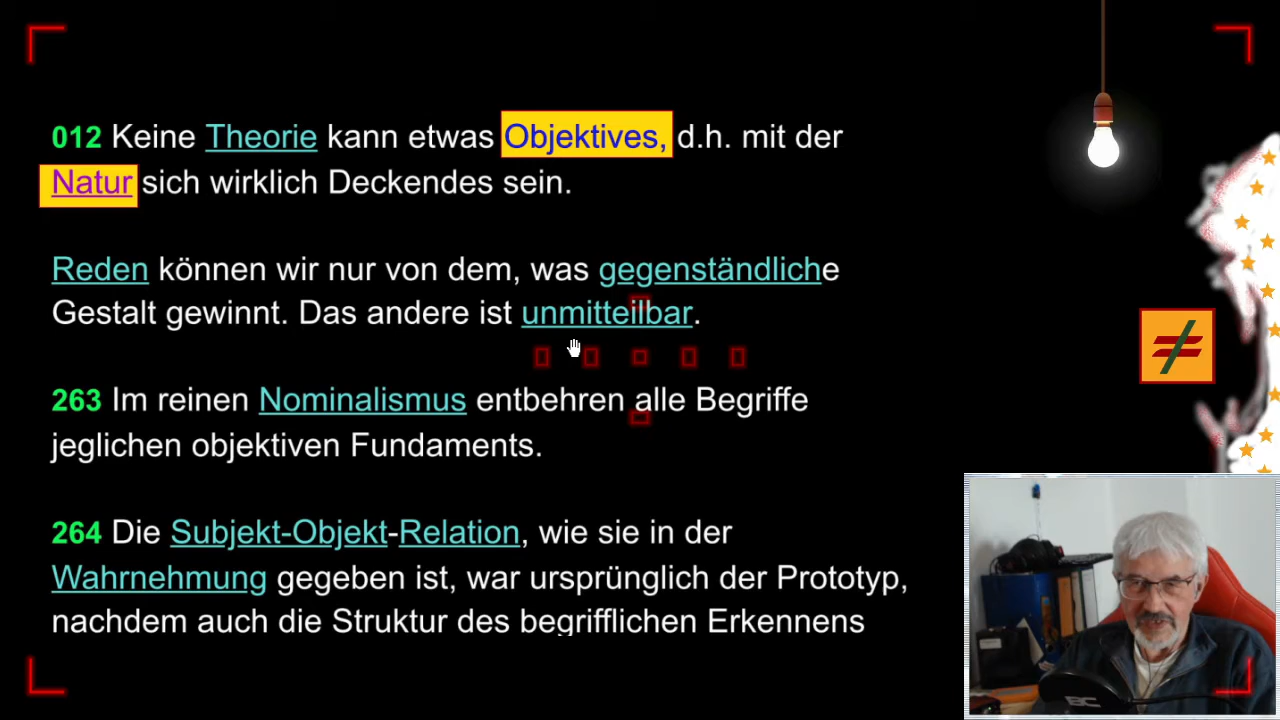 012 Keine Theorie kann etwas Objektives, d.h. mit der
Natur sich wirklich Deckendes sein.
Reden können wir nur von dem, was gegenständliche
Gestalt gewinnt. Das andere ist unmitteilbar.
263 Im reinen Nominalismus entbehren alle Begriffe
jeglichen objektiven Fundaments.
264 Die Subjekt-Objekt-Relation, wie sie in der
Wahrnehmung gegeben ist, war ursprünglich der Prototyp,
nachdem auch die Struktur des begrifflichen Erkennens
≠